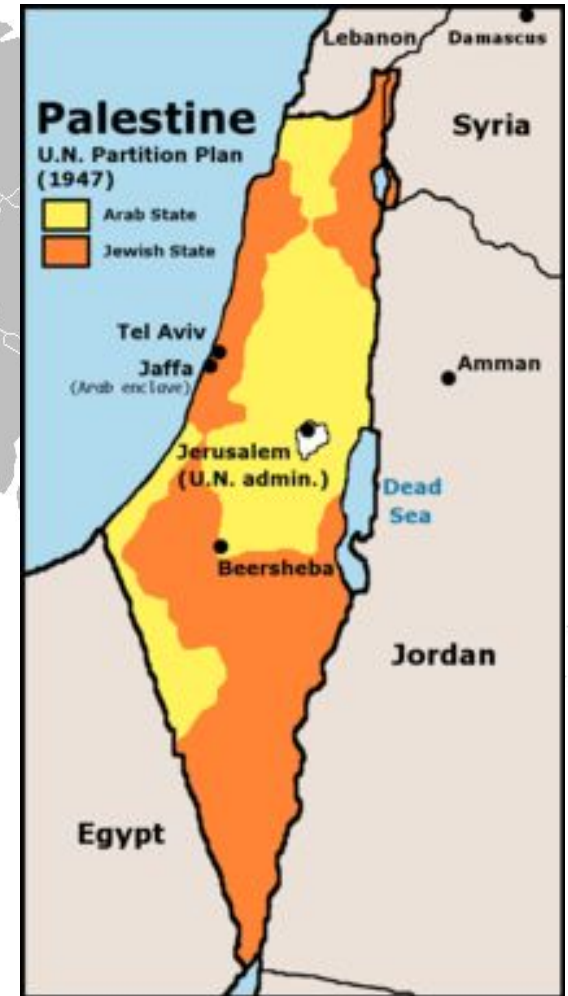 Lebanon
Damascus
Palestine
U.N. Partition Plan
(1947)
Syria
Arab State
Jewish State
Tel Aviv
Jaffa
(Arab enclave)
Amman
Jerusalem
(U.N. admin.)
Dead
Sea
Beersheba
Jordan
Egypt